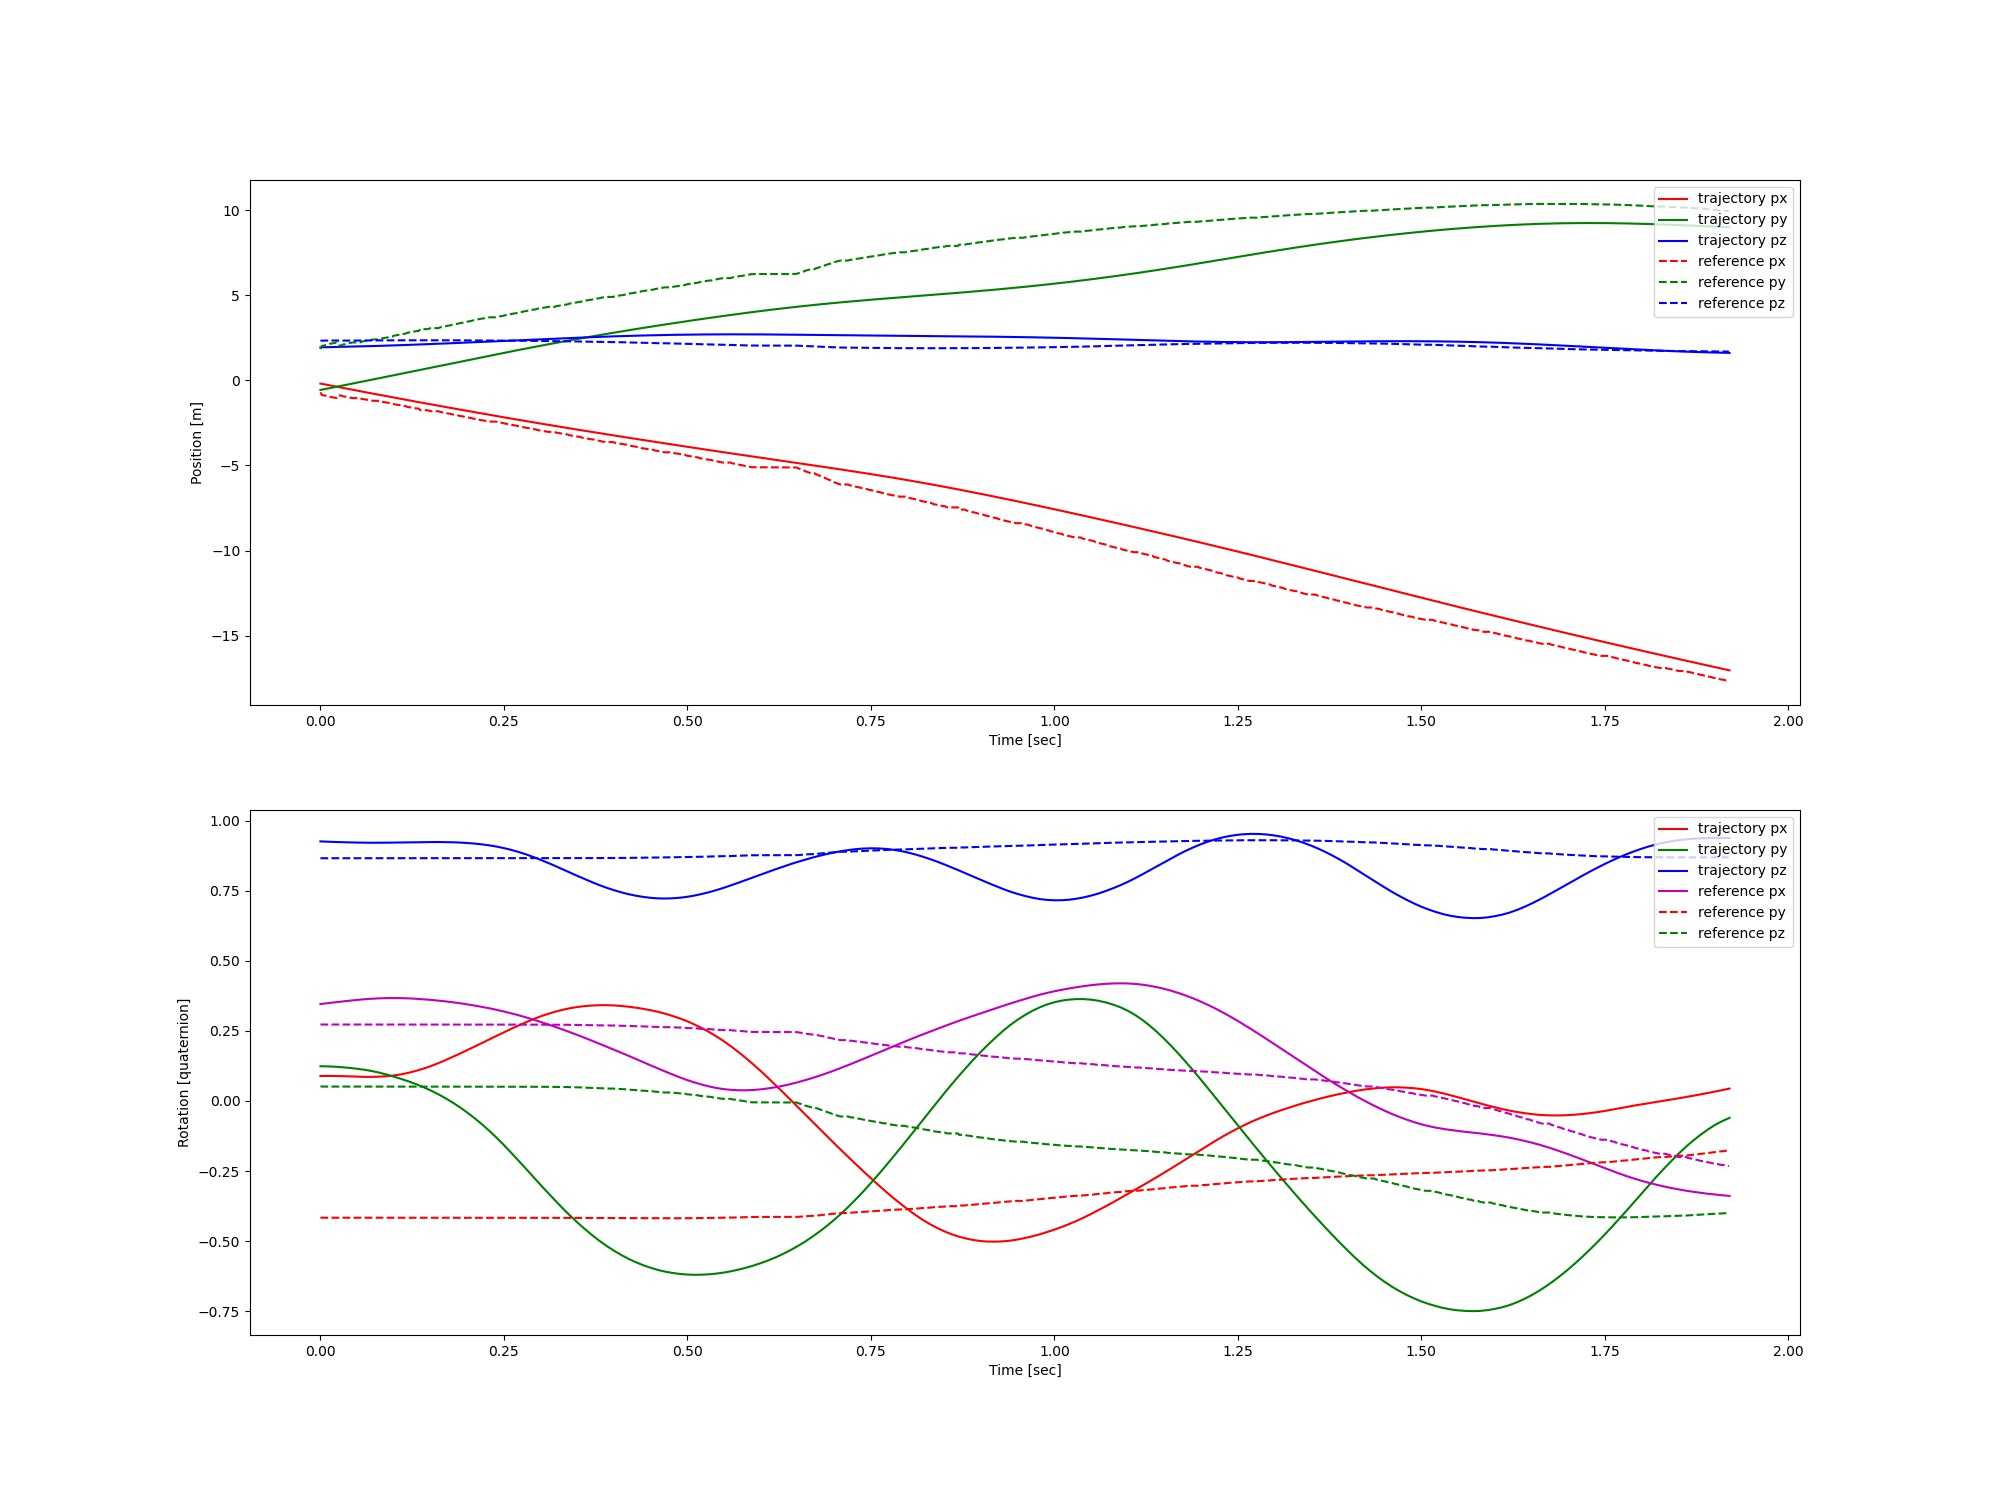 10
5
0
−5
−10
−15
Position [m]
0.00 0.25 0.50 0.75 1.00 1.25 1.50 1.75 2.00
Time [sec]
trajectory px
trajectory py
trajectory pz
reference px
reference py
reference pz
1.00
0.75
0.50
0.25
0.00
−0.25
−0.50
−0.75
Rotation [quaternion]
0.00 0.25 0.50 0.75 1.00 1.25 1.50 1.75 2.00
Time [sec]
trajectory px
trajectory py
trajectory pz
reference px
reference py
reference pz